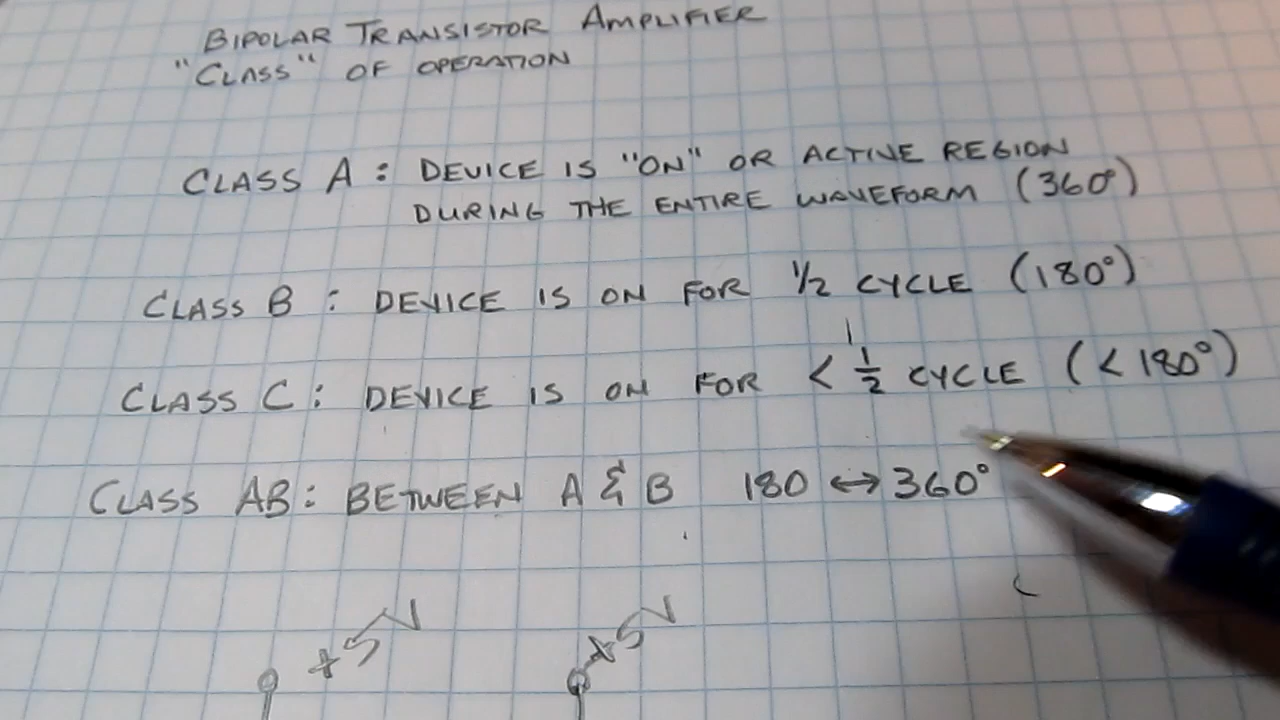 BIPOLAR TRANSISTOR AMPLIFIER
"CLASS" OF OPERATION
CLASS A : DEVICE IS "ON" OR ACTIVE REGION
DURING THE ENTIRE WAVEFORM (360°)
CLASS B : DEVICE IS ON FOR 1/2 CYCLE (180°)
CLASS C : DEVICE IS ON FOR < 1/2 CYCLE (< 180°)
CLASS AB : BETWEEN A & B 180 ↔ 360°
+5V +5V